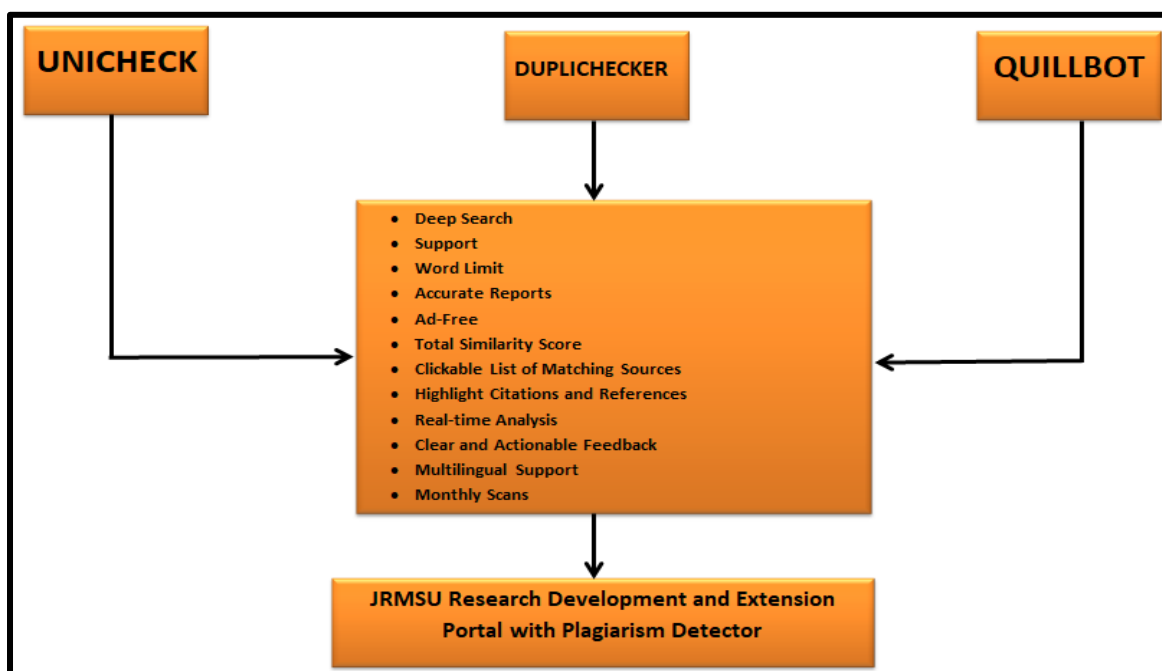 UNICHECK
DUPLICHECKER
QUILLBOT
• Deep Search
• Support
• Word Limit
• Accurate Reports
• Ad-Free
• Total Similarity Score
• Clickable List of Matching Sources
• Highlight Citations and References
• Real-time Analysis
• Clear and Actionable Feedback
• Multilingual Support
• Monthly Scans
JRMSU Research Development and Extension
Portal with Plagiarism Detector